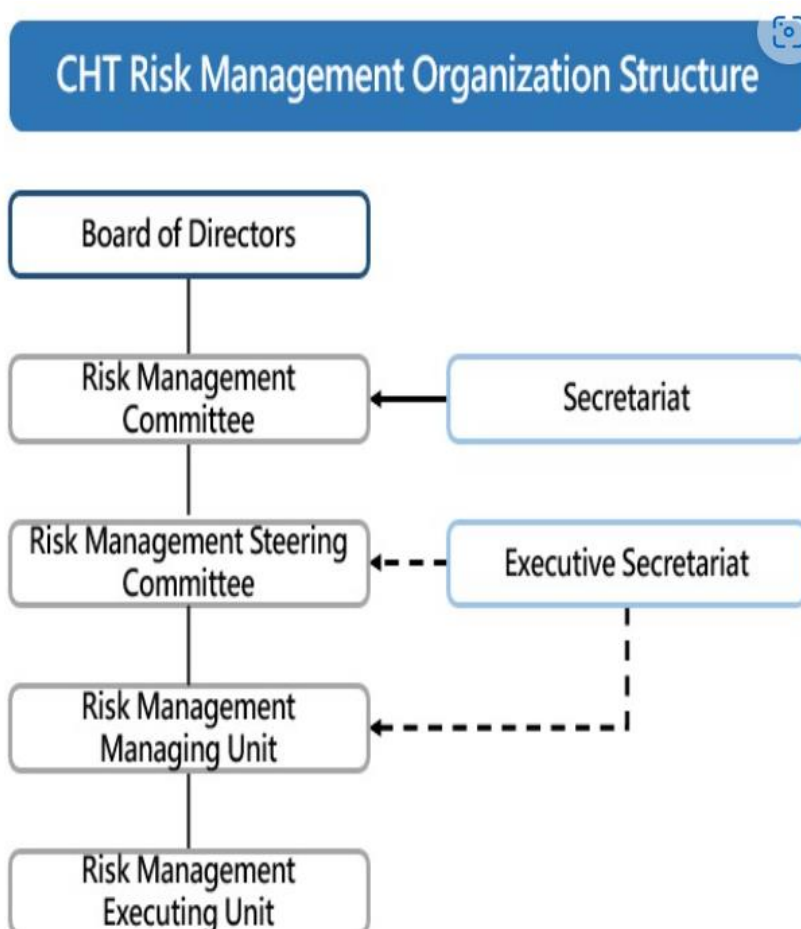 CHT Risk Management Organization Structure
Board of Directors
Risk Management
Committee
Secretariat
Risk Management Steering
Committee
Executive Secretariat
Risk Management
Managing Unit
Risk Management
Executing Unit